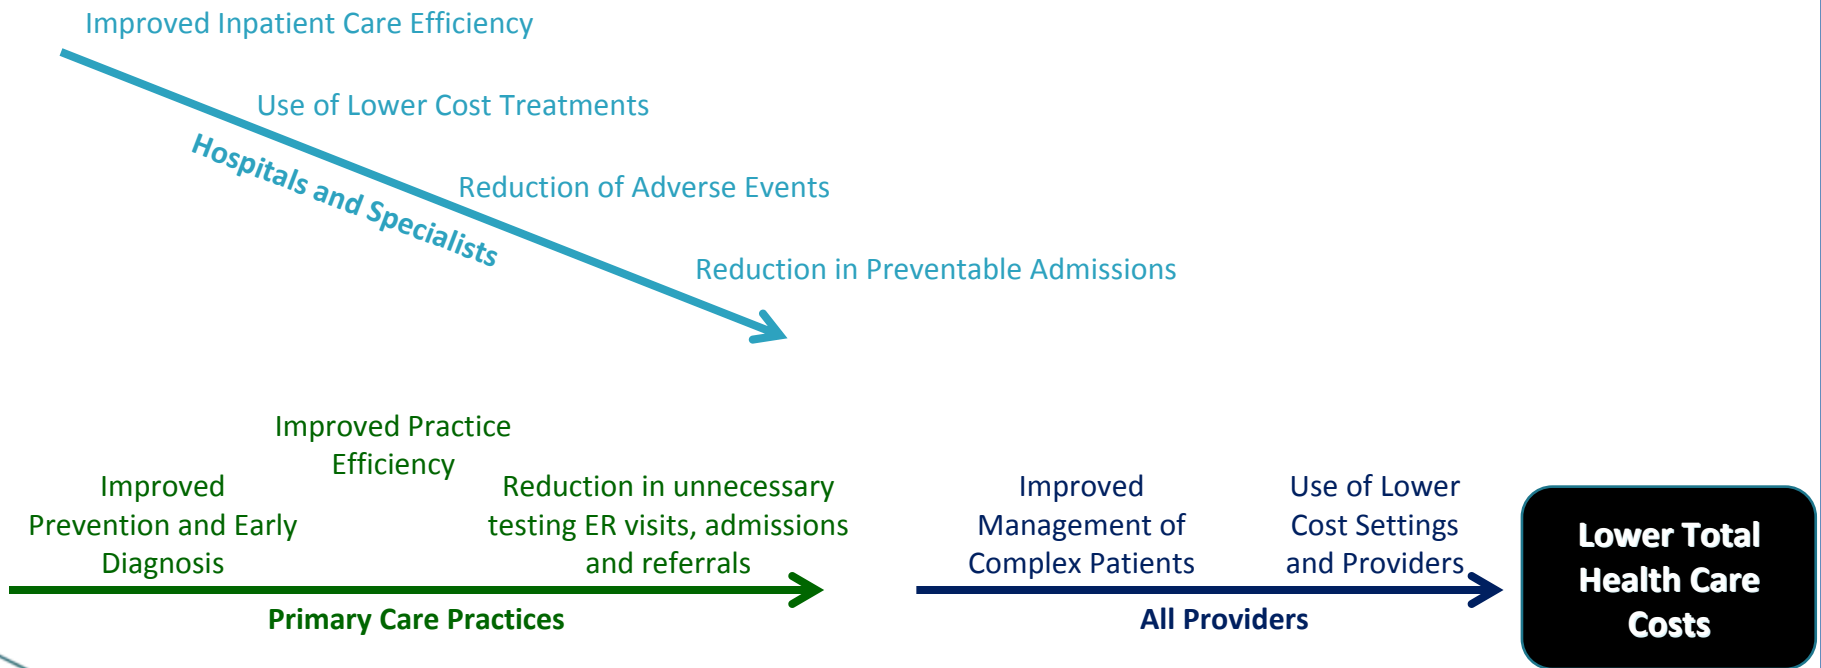 Improved Inpatient Care Efficiency
Use of Lower Cost Treatments
Hospitals and Specialists
Reduction of Adverse Events
Reduction in Preventable Admissions
Improved Practice
Efficiency
Improved
Prevention and Early
Diagnosis
Reduction in unnecessary
testing ER visits, admissions
and referrals
Primary Care Practices
Improved
Management of
Complex Patients
Use of Lower
Cost Settings
and Providers
All Providers
Lower Total
Health Care
Costs